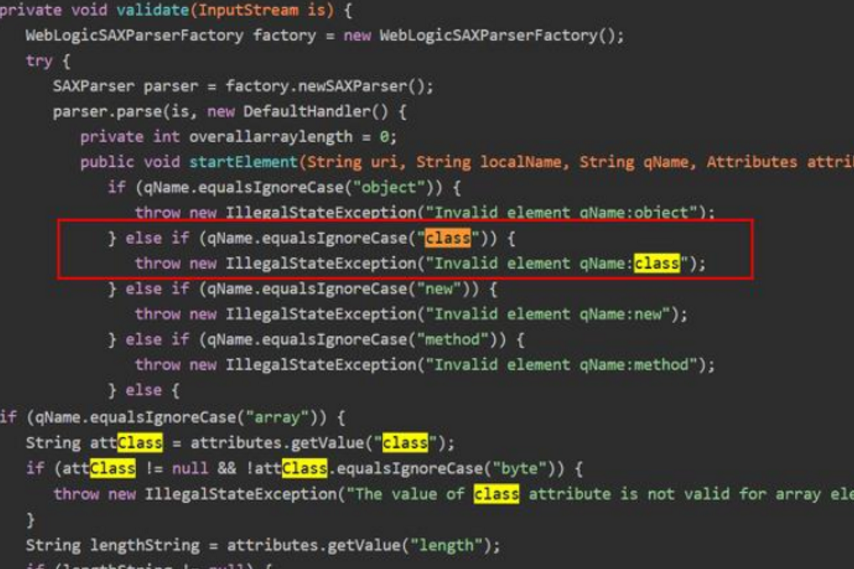 private void validate(InputStream is) {
WebLogicSAXParserFactory factory = new WebLogicSAXParserFactory();
try {
SAXParser parser = factory.newSAXParser();
parser.parse(is, new DefaultHandler() {
private int overallarraylength = 0;
public void startElement(String uri, String localName, String qName, Attributes attri
if (qName.equalsIgnoreCase("object")) {
throw new IllegalStateException("Invalid element qName:object");
} else if (qName.equalsIgnoreCase("class")) {
throw new IllegalStateException("Invalid element qName:class");
} else if (qName.equalsIgnoreCase("new")) {
throw new IllegalStateException("Invalid element qName:new");
} else if (qName.equalsIgnoreCase("method")) {
throw new IllegalStateException("Invalid element qName:method");
} else {
if (qName.equalsIgnoreCase("array")) {
String attClass = attributes.getValue("class");
if (attClass != null && !attClass.equalsIgnoreCase("byte")) {
throw new IllegalStateException("The value of class attribute is not valid for array ele
}
String lengthString = attributes.getValue("length");
if (lengthString != null) {